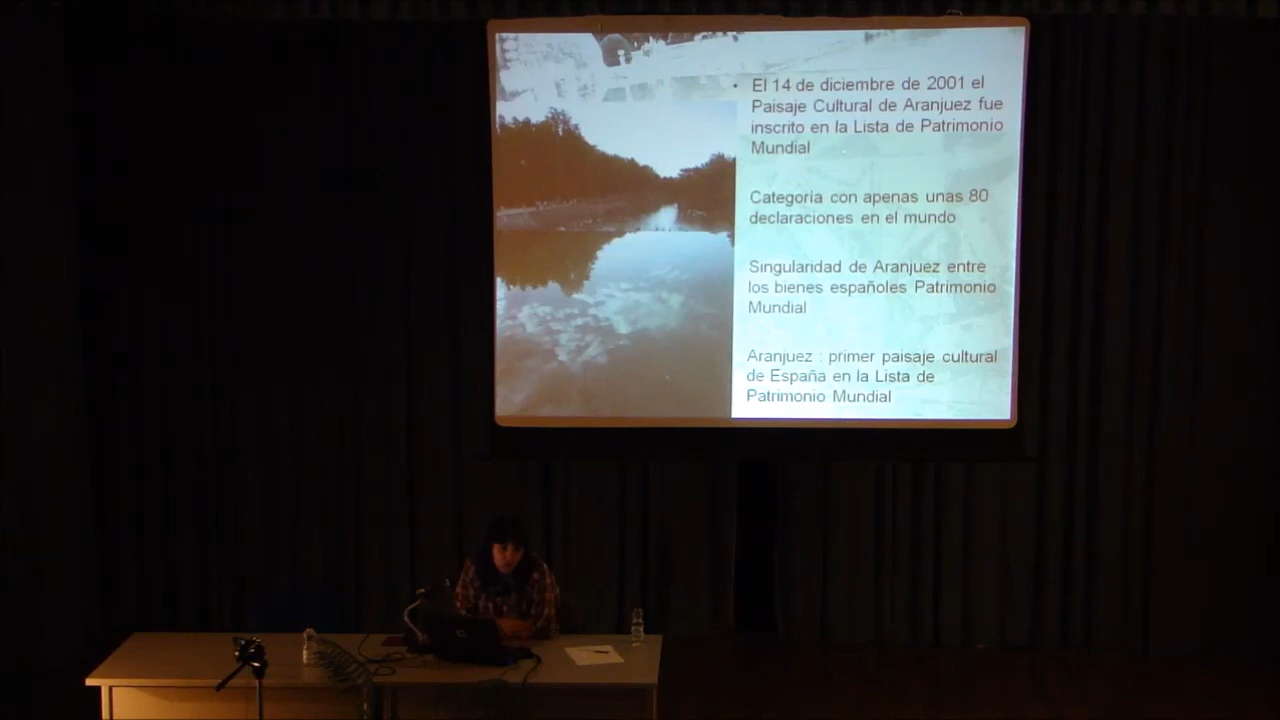 • El 14 de diciembre de 2001 el
Paisaje Cultural de Aranjuez fue
inscrito en la Lista de Patrimonio
Mundial
Categoria con apenas unas 80
declaraciones en el mundo
Singularidad de Aranjuez entre
los bienes españoles Patrimonio
Mundial
Aranjuez : primer paisaje cultural
de España en la Lista de
Patrimonio Mundial